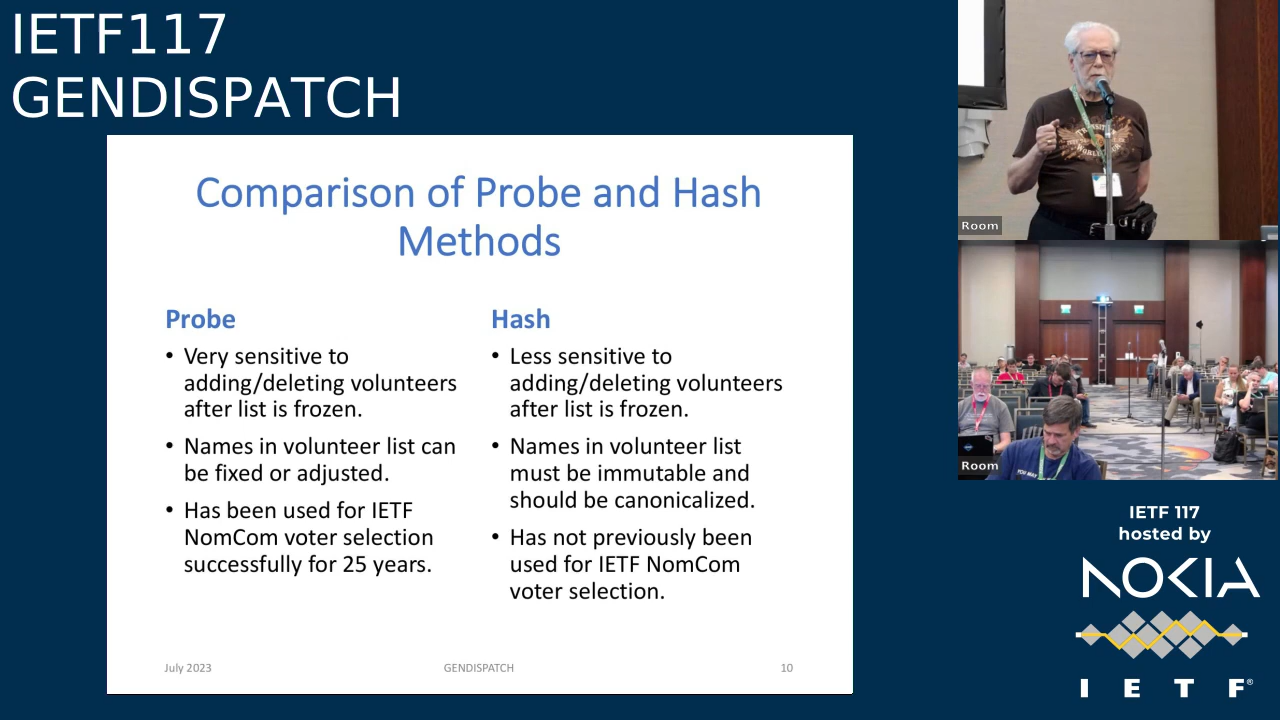 IETF117
GENDISPATCH
Comparison of Probe and Hash
Methods
Probe
• Very sensitive to
adding/deleting volunteers
after list is frozen.
• Names in volunteer list can
be fixed or adjusted.
• Has been used for IETF
NomCom voter selection
successfully for 25 years.
Hash
• Less sensitive to
adding/deleting volunteers
after list is frozen.
• Names in volunteer list
must be immutable and
should be canonicalized.
• Has not previously been
used for IETF NomCom
voter selection.
July 2023
GENDISPATCH
10
Room
Room
IETF 117
hosted by
NOKIA
I E T F®